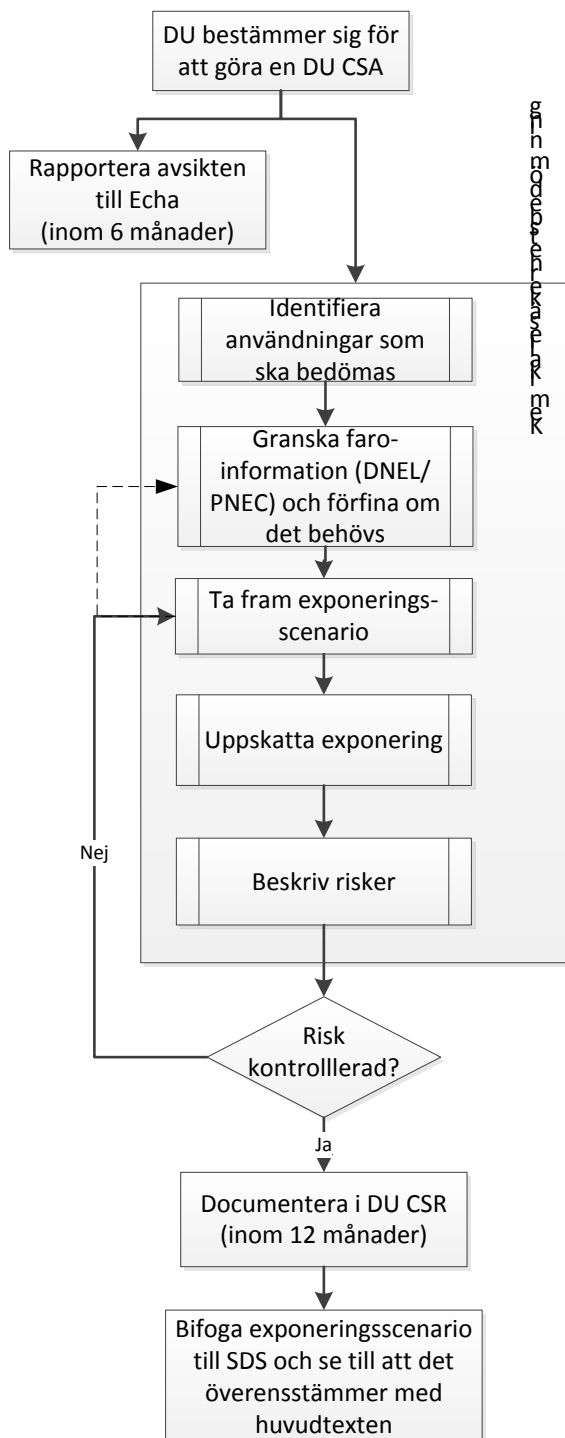 DU bestämmer sig för
att göra en DU CSA
Rapportera avsikten
till Echa
(inom 6 månader)
Kemikaliesäkerhetsbedömning
Identifiera
användningar som
ska bedömas
Granska faro-
information (DNEL/
PNEC) och förfina om
det behövs
Ta fram exponerings-
scenario
Uppskatta exponering
Beskriv risker
Nej
Risk
kontrolllerad?
Ja
Documentera i DU CSR
(inom 12 månader)
Bifoga exponeringsscenario
till SDS och se till att det
överensstämmer med
huvudtexten